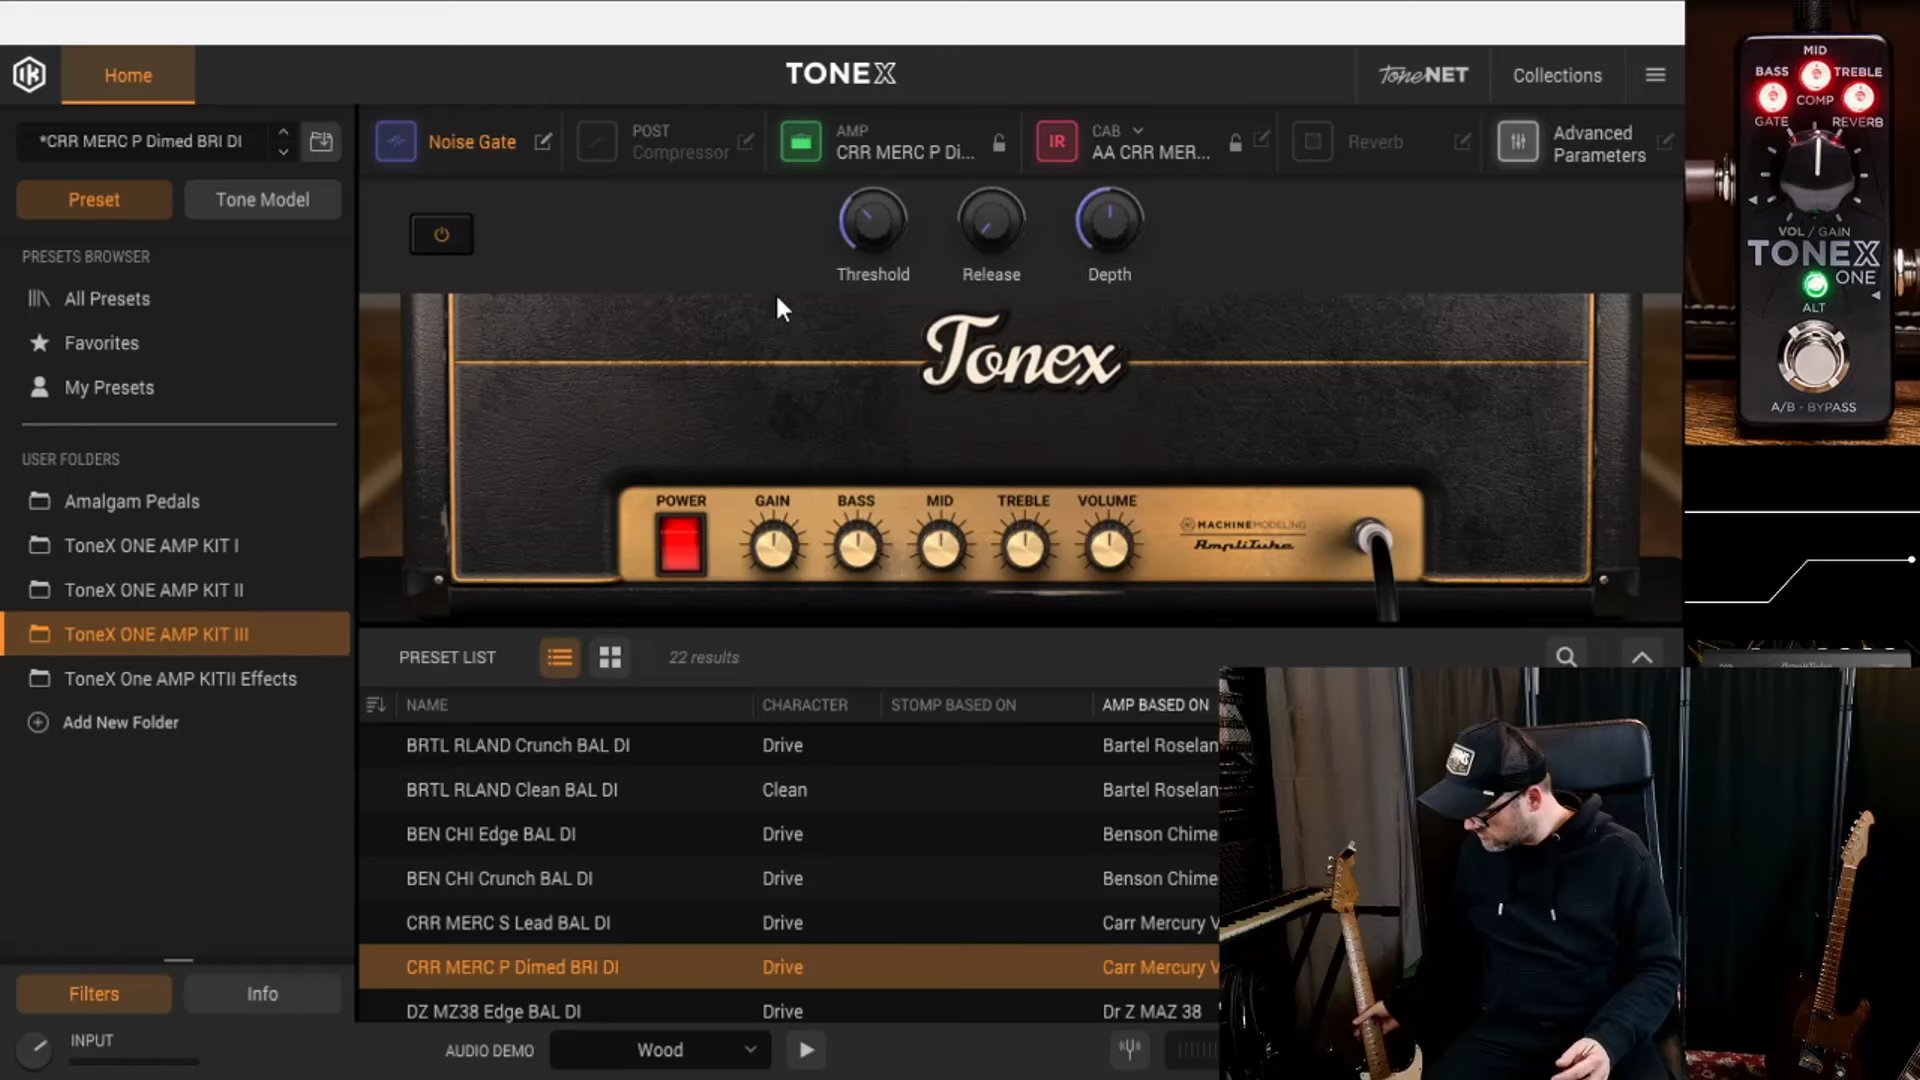 Home
TONEX
ToneNET
Collections
*CRR MERC P Dimed BRI DI
Noise Gate
POST
Compressor
AMP
CRR MERC P Di...
IR
CAB
AA CRR MER...
Reverb
Advanced
Parameters
Preset
Tone Model
Threshold
Release
Depth
PRESETS BROWSER
All Presets
Favorites
My Presets
USER FOLDERS
Amalgam Pedals
ToneX ONE AMP KIT I
ToneX ONE AMP KIT II
ToneX ONE AMP KIT III
ToneX One AMP KITII Effects
Add New Folder
Filters
Info
INPUT
Tonex
POWER
GAIN
BASS
MID
TREBLE
VOLUME
MACHINEMODELING
AmpliTube
PRESET LIST
22 results
NAME
CHARACTER
STOMP BASED ON
AMP BASED ON
BRTL RLAND Crunch BAL DI
Drive
Bartel Roselan
BRTL RLAND Clean BAL DI
Clean
Bartel Roselan
BEN CHI Edge BAL DI
Drive
Benson Chime
BEN CHI Crunch BAL DI
Drive
Benson Chime
CRR MERC S Lead BAL DI
Drive
Carr Mercury V
CRR MERC P Dimed BRI DI
Drive
Carr Mercury V
DZ MZ38 Edge BAL DI
Drive
Dr Z MAZ 38
AUDIO DEMO
Wood
MID
BASS
TREBLE
COMP
GATE
REVERB
VOL / GAIN
TONEX
ONE
ALT
A/B - BYPASS